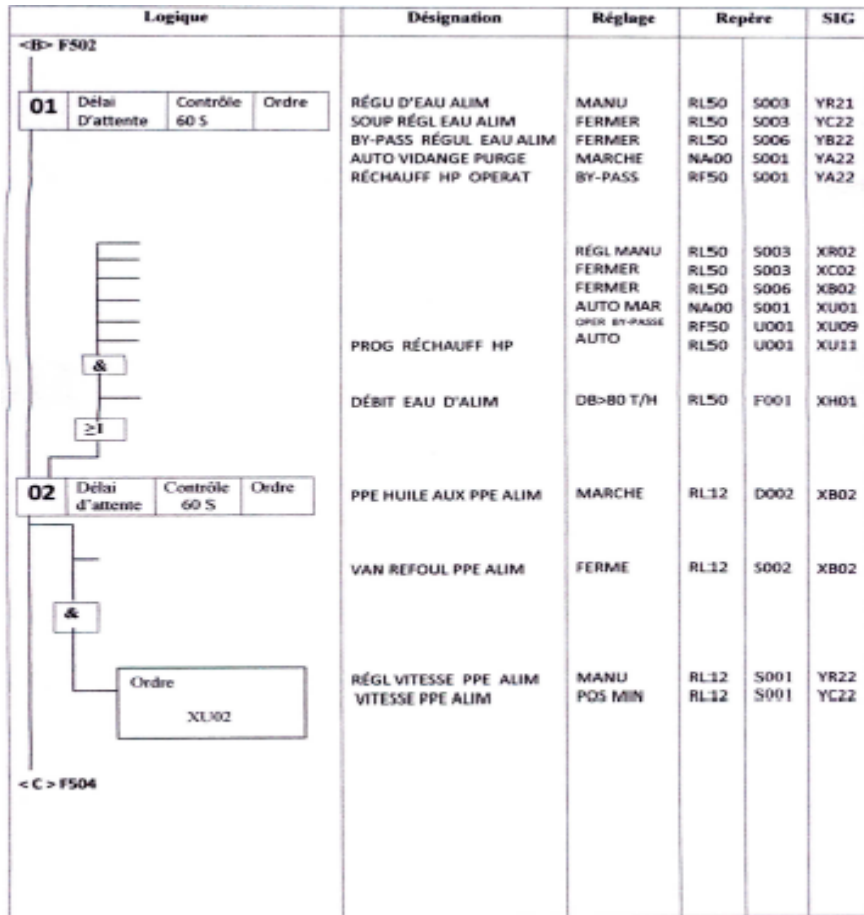 Logique Désignation Réglage Repère SIG
<B> F502
01 Délai D'attente Contrôle 60 S Ordre
RÉGU D'EAU ALIM MANU RL50 S003 YR21
SOUP RÉGL EAU ALIM FERMER RL50 S003 YC22
BY-PASS RÉGUL EAU ALIM FERMER RL50 S006 YB22
AUTO VIDANGE PURGE MARCHE NA00 S001 YA22
RÉCHAUFF HP OPERAT BY-PASS RF50 S001 YA22
RÉGL MANU RL50 S003 XR02
FERMER RL50 S003 XC02
FERMER RL50 S006 XB02
AUTO MAR NA00 S001 XU01
OPER BY-PASSE RF50 U001 XU09
PROG RÉCHAUFF HP AUTO RL50 U001 XU11
&
DÉBIT EAU D'ALIM DB>80 T/H RL50 F001 XH01
≥1
02 Délai d'attente Contrôle 60 S Ordre
PPE HUILE AUX PPE ALIM MARCHE RL12 D002 XB02
VAN REFOUL PPE ALIM FERME RL12 S002 XB02
&
Ordre
XU02
RÉGL VITESSE PPE ALIM MANU RL12 S001 YR22
VITESSE PPE ALIM POS MIN RL12 S001 YC22
< C > F504